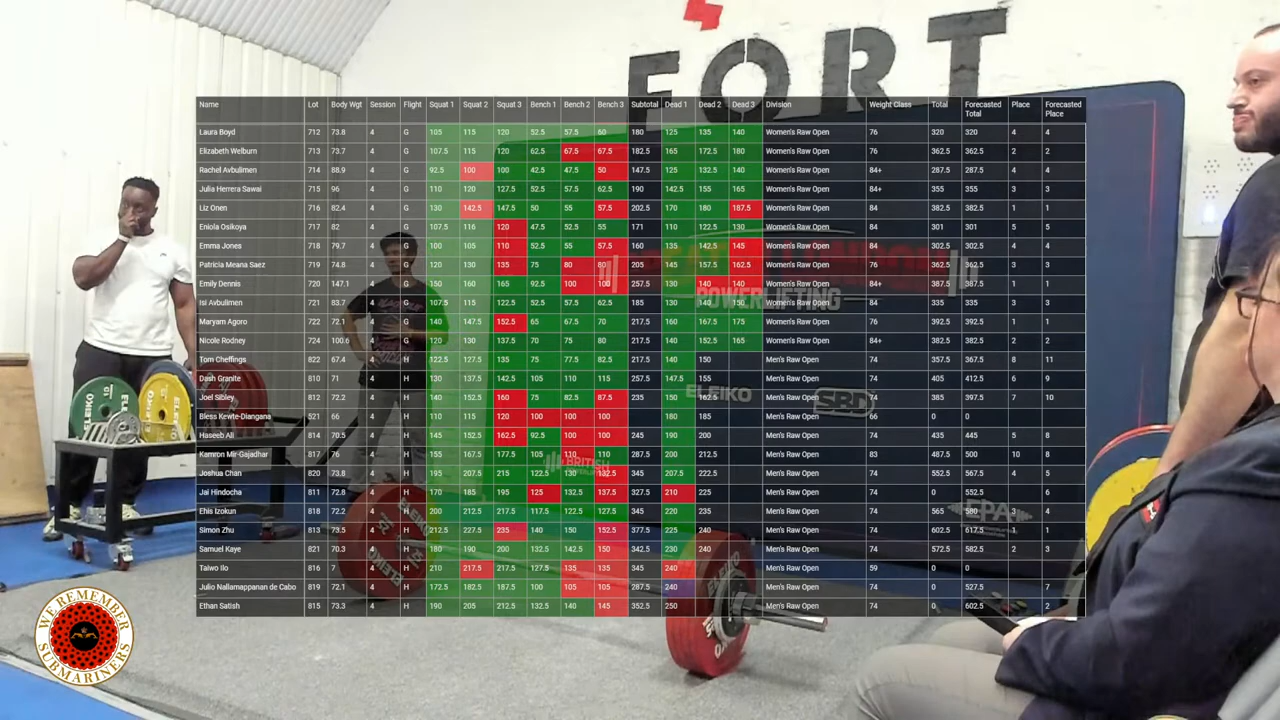 FORT
Name Lot Body Wgt Session Flight Squat 1 Squat 2 Squat 3 Bench 1 Bench 2 Bench 3 Subtotal Dead 1 Dead 2 Dead 3 Division Weight Class Total Forecasted Total Place Forecasted Place
Laura Boyd 712 73.8 4 G 105 115 120 52.5 57.5 60 180 125 135 140 Women's Raw Open 76 320 320 4 4
Elizabeth Welburn 713 73.7 4 G 107.5 115 120 62.5 67.5 67.5 182.5 165 172.5 180 Women's Raw Open 76 362.5 362.5 2 2
Rachel Avbulimen 714 88.9 4 G 92.5 100 100 42.5 47.5 50 147.5 125 132.5 140 Women's Raw Open 84+ 287.5 287.5 4 4
Julia Herrera Sawai 715 96 4 G 110 120 127.5 52.5 57.5 62.5 190 142.5 155 165 Women's Raw Open 84+ 355 355 3 3
Liz Onen 716 82.4 4 G 130 142.5 147.5 50 55 57.5 202.5 170 180 187.5 Women's Raw Open 84 382.5 382.5 1 1
Eniola Osikoya 717 82 4 G 107.5 116 120 47.5 52.5 55 171 110 122.5 130 Women's Raw Open 84 301 301 5 5
Emma Jones 718 79.7 4 G 100 105 110 52.5 55 57.5 160 135 142.5 145 Women's Raw Open 84 302.5 302.5 4 4
Patricia Meana Saez 719 74.8 4 G 120 130 135 75 80 80 205 145 157.5 162.5 Women's Raw Open 76 362.5 362.5 3 3
Emily Dennis 720 147.1 4 G 150 160 165 92.5 100 100 257.5 130 140 140 Women's Raw Open 84+ 387.5 387.5 1 1
Isi Avbulimen 721 83.7 4 G 107.5 115 122.5 52.5 57.5 62.5 185 130 140 150 Women's Raw Open 84 335 335 3 3
Maryam Agoro 722 72.1 4 G 140 147.5 152.5 65 67.5 70 217.5 160 167.5 175 Women's Raw Open 76 392.5 392.5 1 1
Nicole Rodney 724 100.6 4 G 120 130 137.5 70 75 80 217.5 140 152.5 165 Women's Raw Open 84+ 382.5 382.5 2 2
Tom Cheffings 822 67.4 4 H 122.5 127.5 135 75 77.5 82.5 217.5 140 150 Men's Raw Open 74 357.5 367.5 8 11
Dash Granite 810 71 4 H 130 137.5 142.5 105 110 115 257.5 147.5 155 Men's Raw Open 74 405 412.5 6 9
Joel Sibley 812 72.2 4 H 140 152.5 160 75 82.5 87.5 235 150 162.5 Men's Raw Open 74 385 397.5 7 10
Bless Kewte-Diangana 521 66 4 H 110 115 120 100 100 100 180 185 Men's Raw Open 66 0 0
Haseeb Ali 814 70.5 4 H 145 152.5 162.5 92.5 100 100 245 190 200 Men's Raw Open 74 435 445 5 8
Kamron Mir-Gajadhar 817 76 4 H 155 167.5 177.5 105 110 110 287.5 200 212.5 Men's Raw Open 83 487.5 500 10 8
Joshua Chan 820 73.8 4 H 195 207.5 215 122.5 130 132.5 345 207.5 222.5 Men's Raw Open 74 552.5 567.5 4 5
Jai Hindocha 811 72.8 4 H 170 185 195 125 132.5 137.5 327.5 210 225 Men's Raw Open 74 0 552.5 6
Ehis Izokun 818 72.2 4 H 200 212.5 217.5 117.5 122.5 127.5 345 220 235 Men's Raw Open 74 565 580 3 4
Simon Zhu 813 73.5 4 H 212.5 227.5 235 140 150 152.5 377.5 225 240 Men's Raw Open 74 602.5 617.5 1 1
Samuel Kaye 821 70.3 4 H 180 190 200 132.5 142.5 150 342.5 230 240 Men's Raw Open 74 572.5 582.5 2 3
Taiwo Ilo 816 7 4 H 210 217.5 217.5 127.5 135 135 345 240 Men's Raw Open 59 0 0
Julio Nallamappanan de Cabo 819 72.1 4 H 172.5 182.5 187.5 100 105 105 287.5 240 Men's Raw Open 74 0 527.5 7
Ethan Satish 815 73.3 4 H 190 205 212.5 132.5 140 145 352.5 250 Men's Raw Open 74 0 602.5 2
POWERLIFTING
ELEIKO
SBD
BRITISH
EPA
ELEIKO
WE REMEMBER
SUBMARINERS